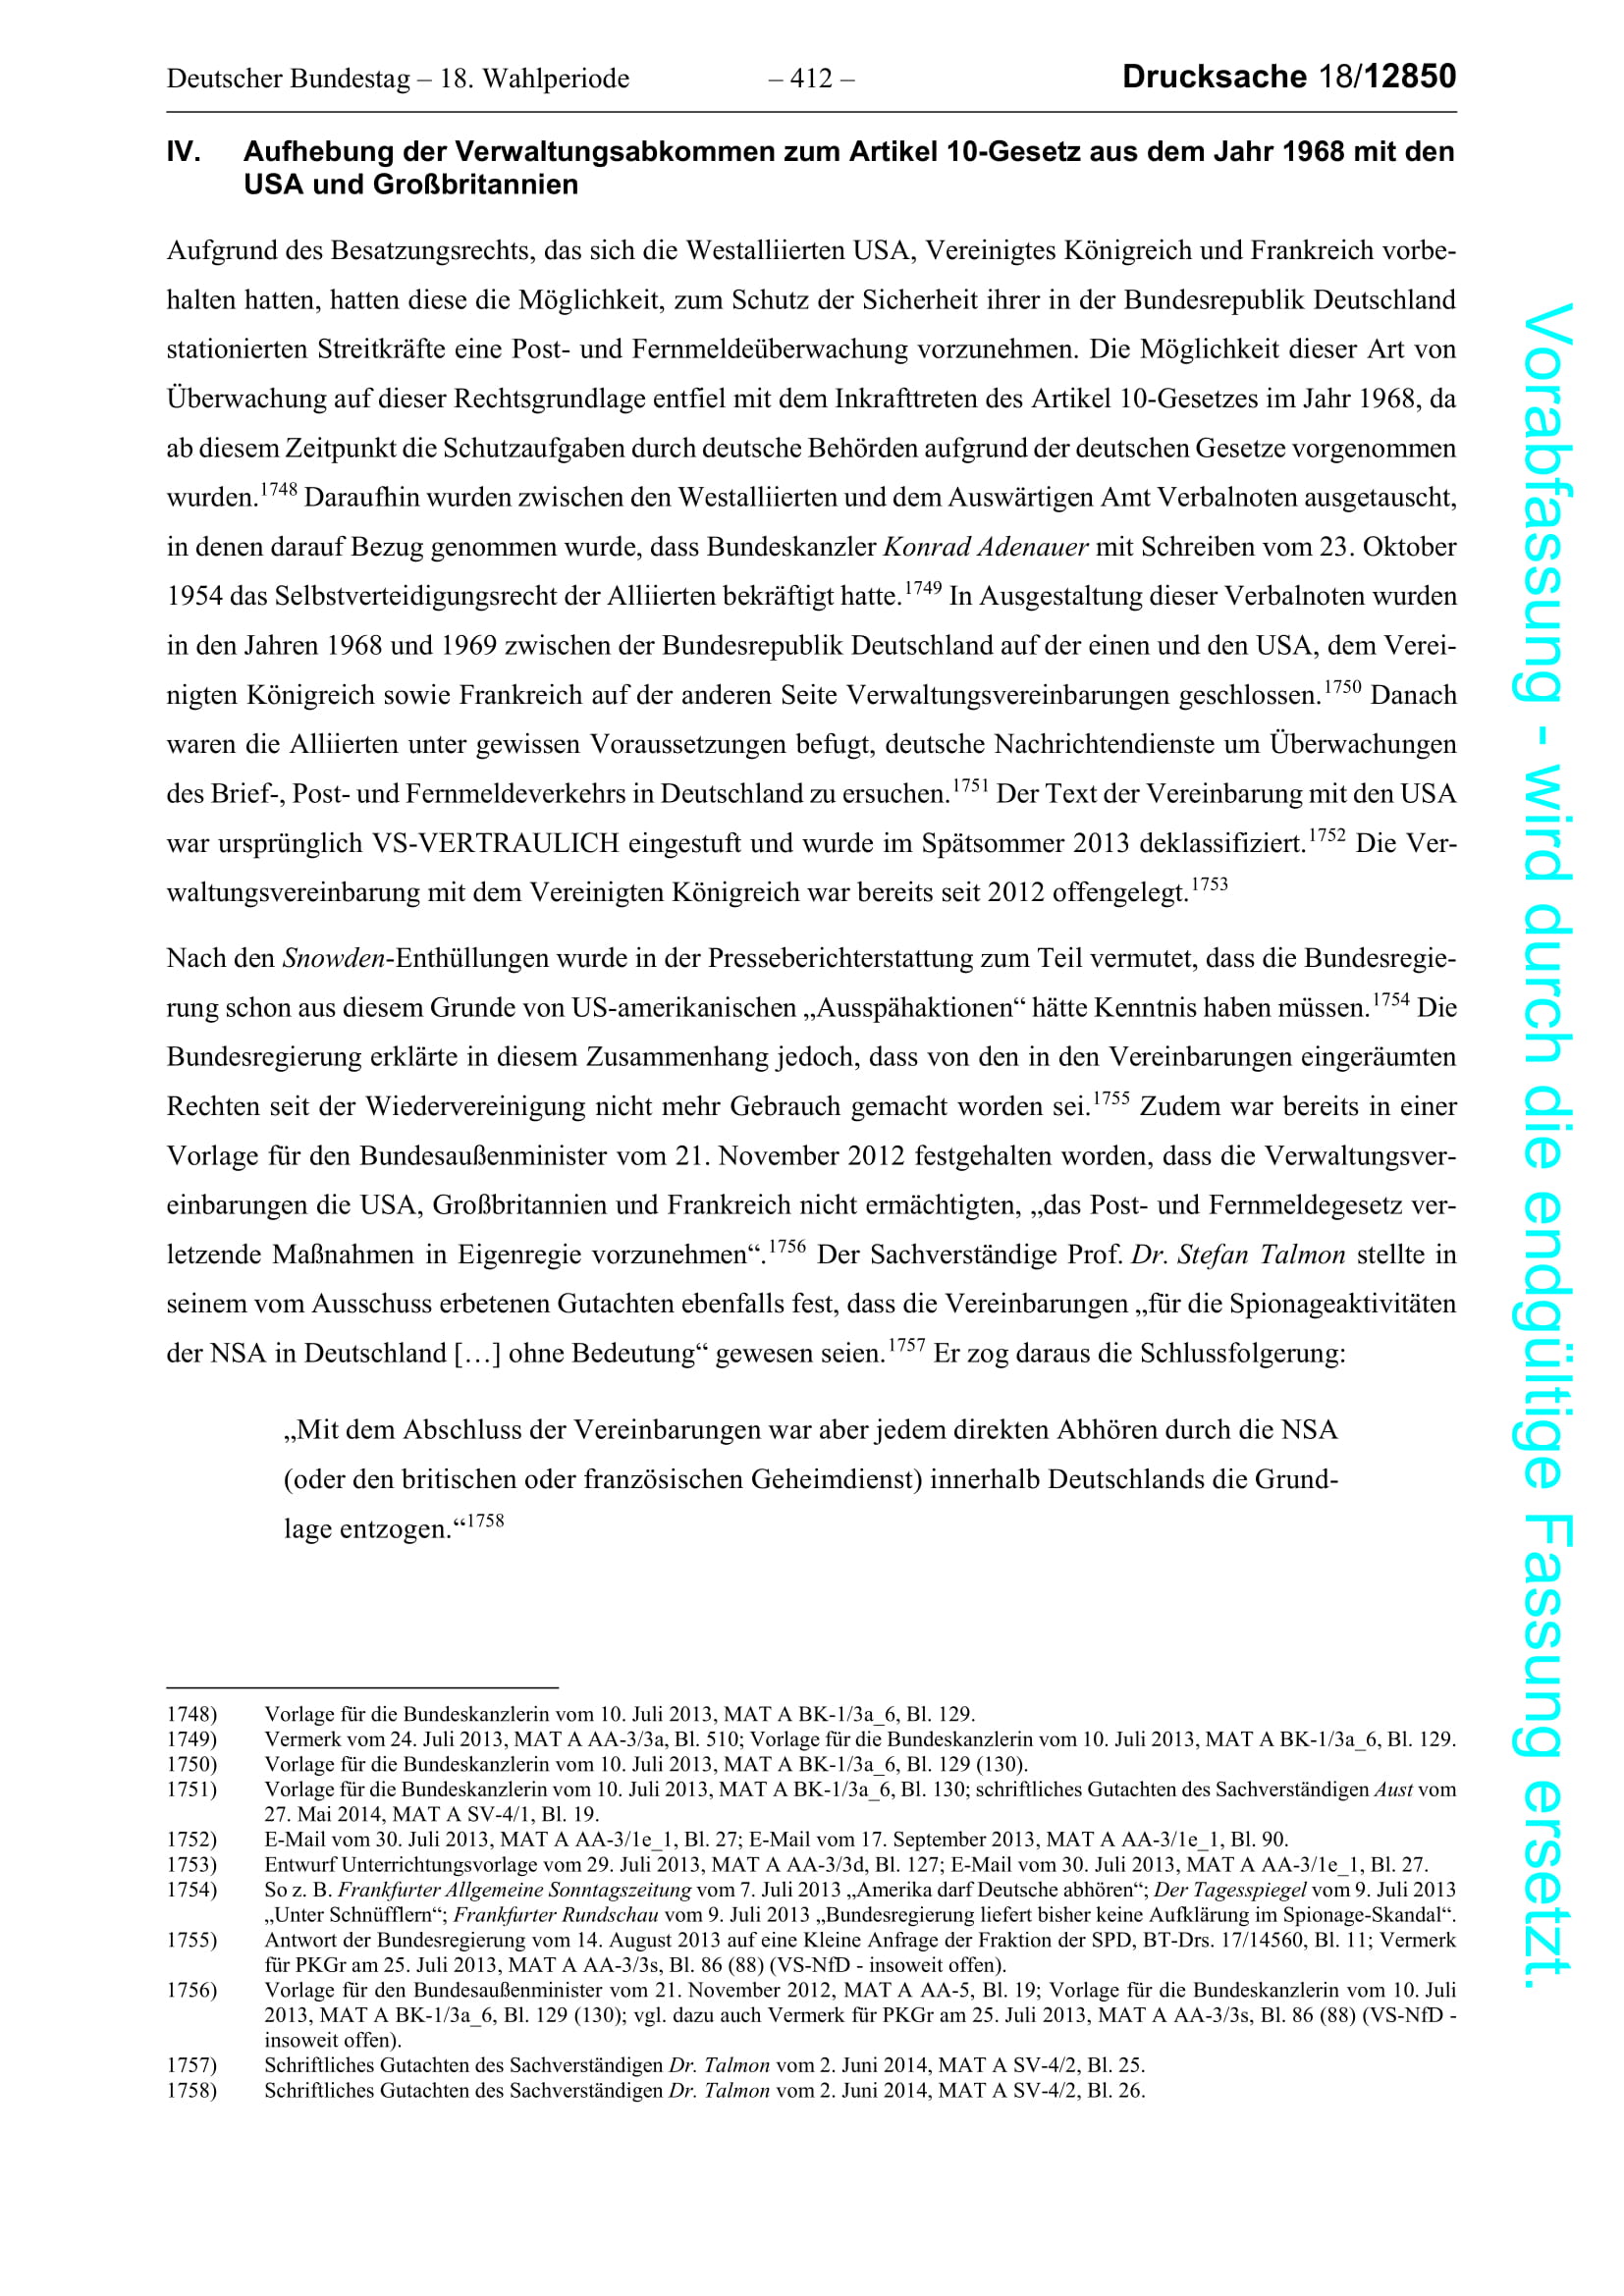 Deutscher Bundestag – 18. Wahlperiode – 412 – Drucksache 18/12850
IV. Aufhebung der Verwaltungsabkommen zum Artikel 10-Gesetz aus dem Jahr 1968 mit den
USA und Großbritannien
Aufgrund des Besatzungsrechts, das sich die Westalliierten USA, Vereinigtes Königreich und Frankreich vorbe-
halten hatten, hatten diese die Möglichkeit, zum Schutz der Sicherheit ihrer in der Bundesrepublik Deutschland
stationierten Streitkräfte eine Post- und Fernmeldeüberwachung vorzunehmen. Die Möglichkeit dieser Art von
Überwachung auf dieser Rechtsgrundlage entfiel mit dem Inkrafttreten des Artikel 10-Gesetzes im Jahr 1968, da
ab diesem Zeitpunkt die Schutzaufgaben durch deutsche Behörden aufgrund der deutschen Gesetze vorgenommen
wurden.1748 Daraufhin wurden zwischen den Westalliierten und dem Auswärtigen Amt Verbalnoten ausgetauscht,
in denen darauf Bezug genommen wurde, dass Bundeskanzler Konrad Adenauer mit Schreiben vom 23. Oktober
1954 das Selbstverteidigungsrecht der Alliierten bekräftigt hatte.1749 In Ausgestaltung dieser Verbalnoten wurden
in den Jahren 1968 und 1969 zwischen der Bundesrepublik Deutschland auf der einen und den USA, dem Verei-
nigten Königreich sowie Frankreich auf der anderen Seite Verwaltungsvereinbarungen geschlossen.1750 Danach
waren die Alliierten unter gewissen Voraussetzungen befugt, deutsche Nachrichtendienste um Überwachungen
des Brief-, Post- und Fernmeldeverkehrs in Deutschland zu ersuchen.1751 Der Text der Vereinbarung mit den USA
war ursprünglich VS-VERTRAULICH eingestuft und wurde im Spätsommer 2013 deklassifiziert.1752 Die Ver-
waltungsvereinbarung mit dem Vereinigten Königreich war bereits seit 2012 offengelegt.1753
Nach den Snowden-Enthüllungen wurde in der Presseberichterstattung zum Teil vermutet, dass die Bundesregie-
rung schon aus diesem Grunde von US-amerikanischen „Ausspähaktionen“ hätte Kenntnis haben müssen.1754 Die
Bundesregierung erklärte in diesem Zusammenhang jedoch, dass von den in den Vereinbarungen eingeräumten
Rechten seit der Wiedervereinigung nicht mehr Gebrauch gemacht worden sei.1755 Zudem war bereits in einer
Vorlage für den Bundesaußenminister vom 21. November 2012 festgehalten worden, dass die Verwaltungsver-
einbarungen die USA, Großbritannien und Frankreich nicht ermächtigten, „das Post- und Fernmeldegesetz ver-
letzende Maßnahmen in Eigenregie vorzunehmen“.1756 Der Sachverständige Prof. Dr. Stefan Talmon stellte in
seinem vom Ausschuss erbetenen Gutachten ebenfalls fest, dass die Vereinbarungen „für die Spionageaktivitäten
der NSA in Deutschland […] ohne Bedeutung“ gewesen seien.1757 Er zog daraus die Schlussfolgerung:
„Mit dem Abschluss der Vereinbarungen war aber jedem direkten Abhören durch die NSA
(oder den britischen oder französischen Geheimdienst) innerhalb Deutschlands die Grund-
lage entzogen.“1758
1748) Vorlage für die Bundeskanzlerin vom 10. Juli 2013, MAT A BK-1/3a_6, Bl. 129.
1749) Vermerk vom 24. Juli 2013, MAT A AA-3/3a, Bl. 510; Vorlage für die Bundeskanzlerin vom 10. Juli 2013, MAT A BK-1/3a_6, Bl. 129.
1750) Vorlage für die Bundeskanzlerin vom 10. Juli 2013, MAT A BK-1/3a_6, Bl. 129 (130).
1751) Vorlage für die Bundeskanzlerin vom 10. Juli 2013, MAT A BK-1/3a_6, Bl. 130; schriftliches Gutachten des Sachverständigen Aust vom
27. Mai 2014, MAT A SV-4/1, Bl. 19.
1752) E-Mail vom 30. Juli 2013, MAT A AA-3/1e_1, Bl. 27; E-Mail vom 17. September 2013, MAT A AA-3/1e_1, Bl. 90.
1753) Entwurf Unterrichtungsvorlage vom 29. Juli 2013, MAT A AA-3/3d, Bl. 127; E-Mail vom 30. Juli 2013, MAT A AA-3/1e_1, Bl. 27.
1754) So z. B. Frankfurter Allgemeine Sonntagszeitung vom 7. Juli 2013 „Amerika darf Deutsche abhören“; Der Tagesspiegel vom 9. Juli 2013
„Unter Schnüfflern“; Frankfurter Rundschau vom 9. Juli 2013 „Bundesregierung liefert bisher keine Aufklärung im Spionage-Skandal“.
1755) Antwort der Bundesregierung vom 14. August 2013 auf eine Kleine Anfrage der Fraktion der SPD, BT-Drs. 17/14560, Bl. 11; Vermerk
für PKGr am 25. Juli 2013, MAT A AA-3/3s, Bl. 86 (88) (VS-NfD - insoweit offen).
1756) Vorlage für den Bundesaußenminister vom 21. November 2012, MAT A AA-5, Bl. 19; Vorlage für die Bundeskanzlerin vom 10. Juli
2013, MAT A BK-1/3a_6, Bl. 129 (130); vgl. dazu auch Vermerk für PKGr am 25. Juli 2013, MAT A AA-3/3s, Bl. 86 (88) (VS-NfD -
insoweit offen).
1757) Schriftliches Gutachten des Sachverständigen Dr. Talmon vom 2. Juni 2014, MAT A SV-4/2, Bl. 25.
1758) Schriftliches Gutachten des Sachverständigen Dr. Talmon vom 2. Juni 2014, MAT A SV-4/2, Bl. 26.
Vorabfassung - wird durch die endgültige Fassung ersetzt.